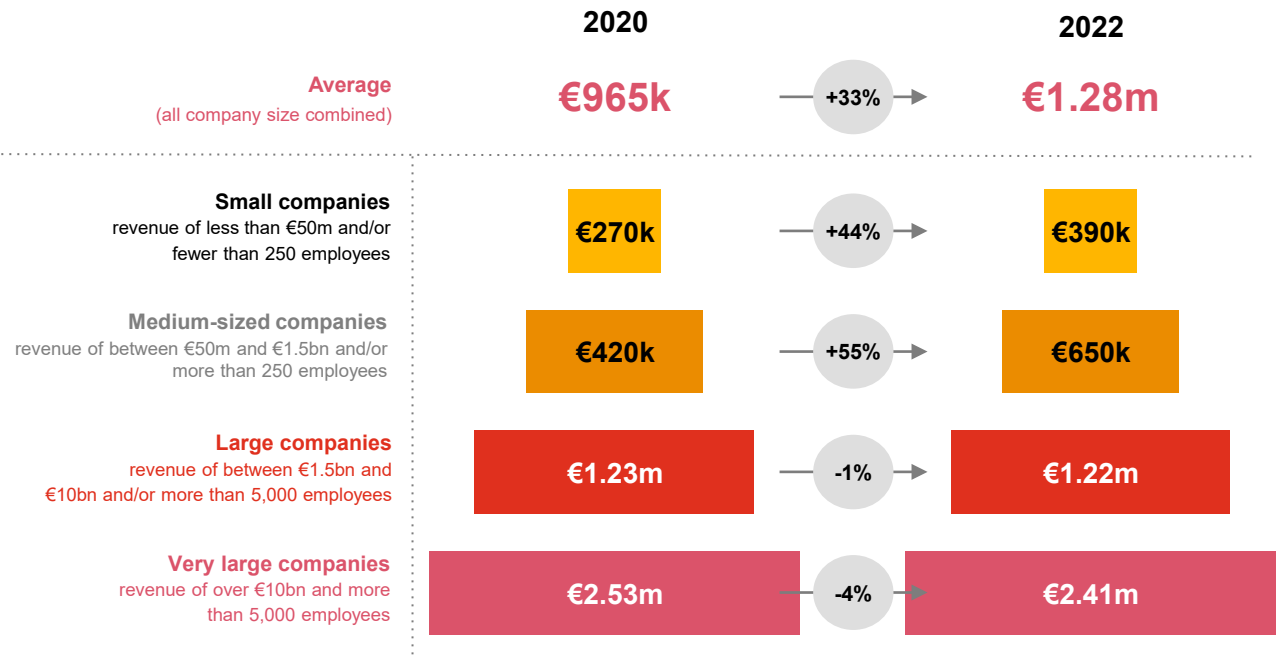 2020
2022
Average
(all company size combined)
€965k
+33%
€1.28m
Small companies
revenue of less than €50m and/or
fewer than 250 employees
€270k
+44%
€390k
Medium-sized companies
revenue of between €50m and €1.5bn and/or
more than 250 employees
€420k
+55%
€650k
Large companies
revenue of between €1.5bn and
€10bn and/or more than 5,000 employees
€1.23m
-1%
€1.22m
Very large companies
revenue of over €10bn and more
than 5,000 employees
€2.53m
-4%
€2.41m